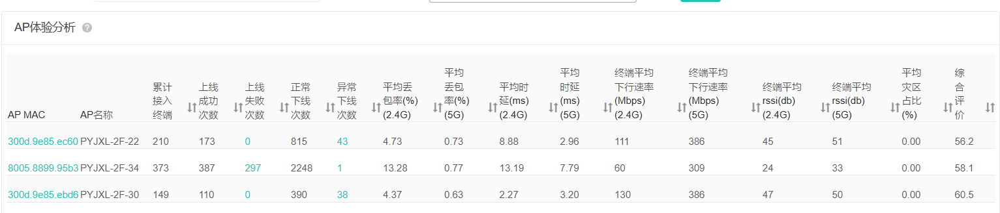 AP体验分析 ?
平均 平均 终端平均 终端平均 平均 综
累计 上线 上线 正常 异常 平均丢 丢包 平均时 时延 下行速率 下行速率 终端平均 终端平均 灾区 合
接入 成功 失败 下线 下线 包率(%) 率(%) 延(ms) (ms) (Mbps) (Mbps) rssi(db) rssi(db) 占比 评
AP MAC AP名称 终端 次数 次数 次数 次数 (2.4G) (5G) (2.4G) (5G) (2.4G) (5G) (2.4G) (5G) (%) 价
300d.9e85.ec60 PYJXL-2F-22 210 173 0 815 43 4.73 0.73 8.88 2.96 111 386 45 51 0.00 56.2
8005.8899.95b3 PYJXL-2F-34 373 387 297 2248 1 13.28 0.77 13.19 7.79 60 309 24 33 0.00 58.1
300d.9e85.ebd6 PYJXL-2F-30 149 110 0 390 38 4.37 0.63 2.27 3.20 130 386 47 50 0.00 60.5